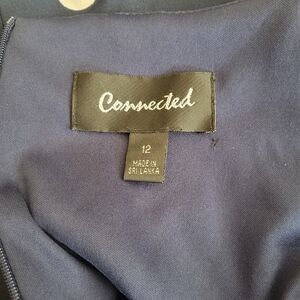 Connected
12
MADE IN
SRI LANKA